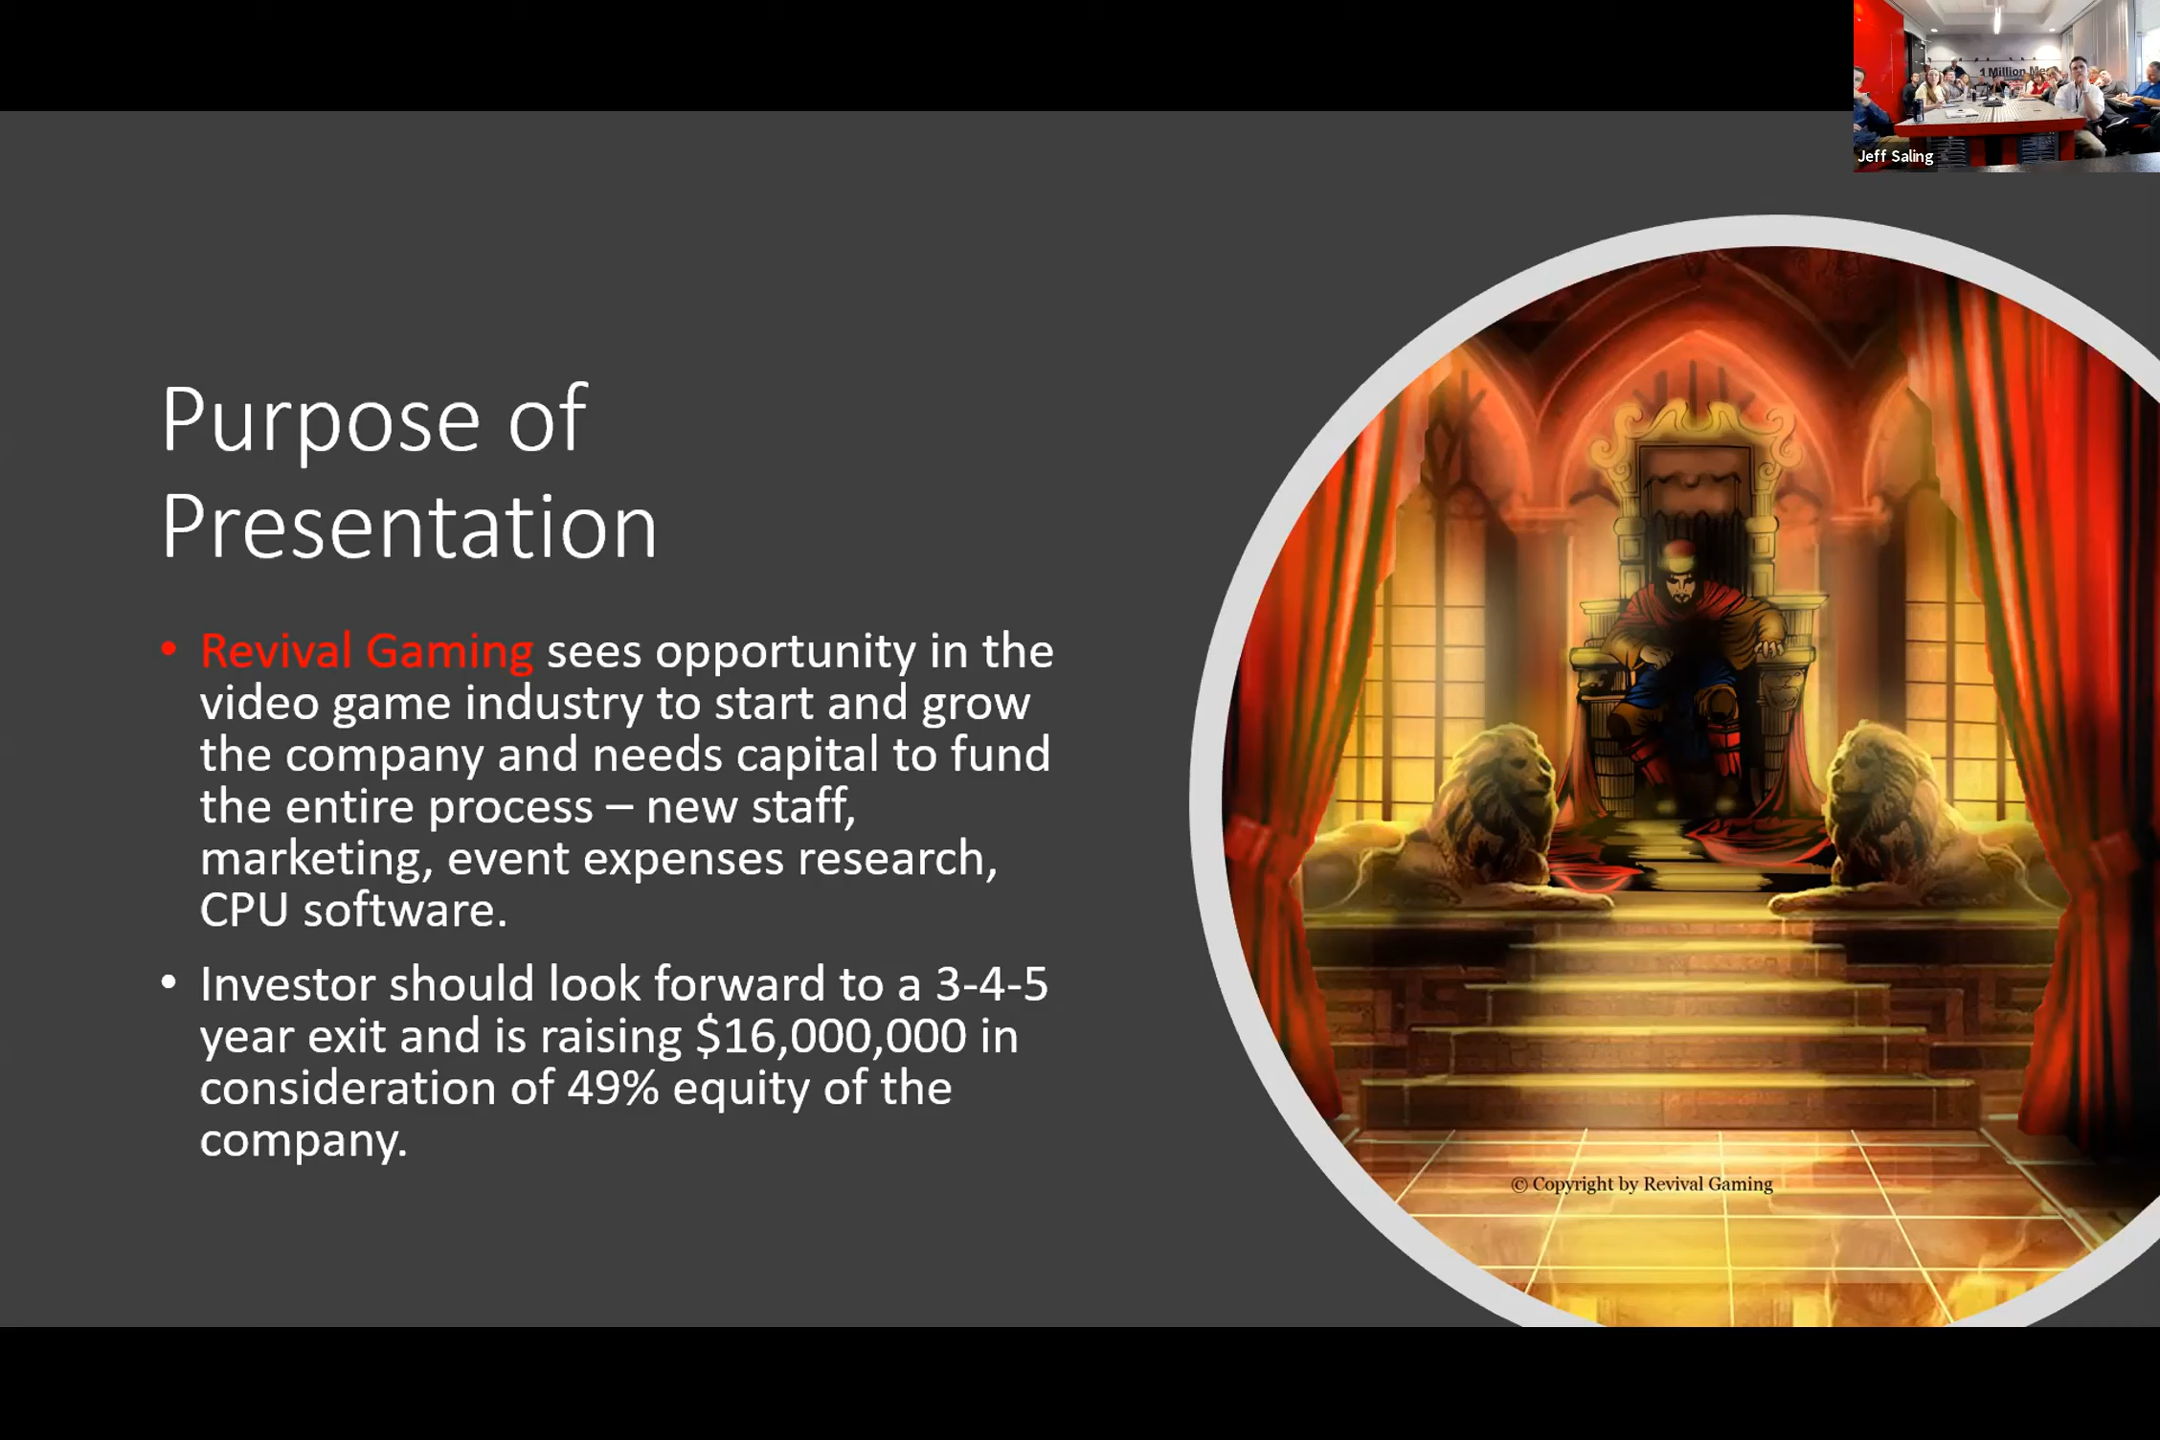 1 Million
Jeff Saling
Purpose of
Presentation
• Revival Gaming sees opportunity in the
video game industry to start and grow
the company and needs capital to fund
the entire process – new staff,
marketing, event expenses research,
CPU software.
• Investor should look forward to a 3-4-5
year exit and is raising $16,000,000 in
consideration of 49% equity of the
company.
© Copyright by Revival Gaming